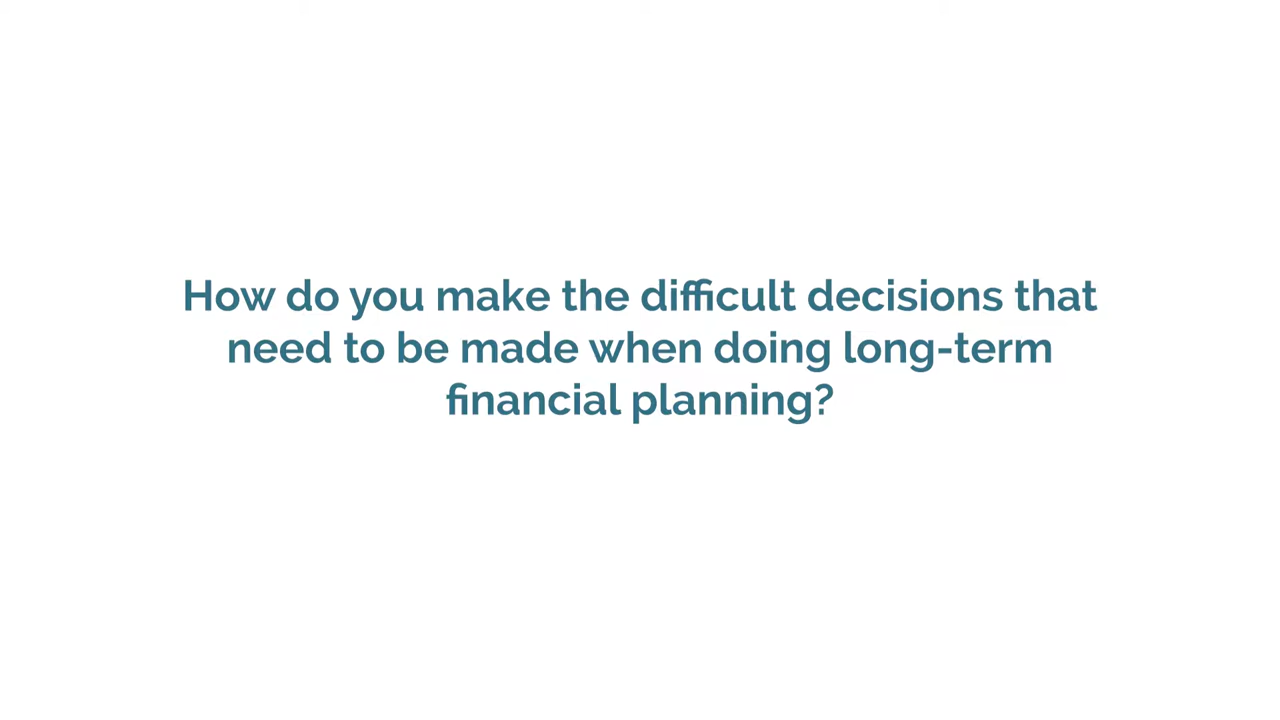 How do you make the difficult decisions that
need to be made when doing long-term
financial planning?